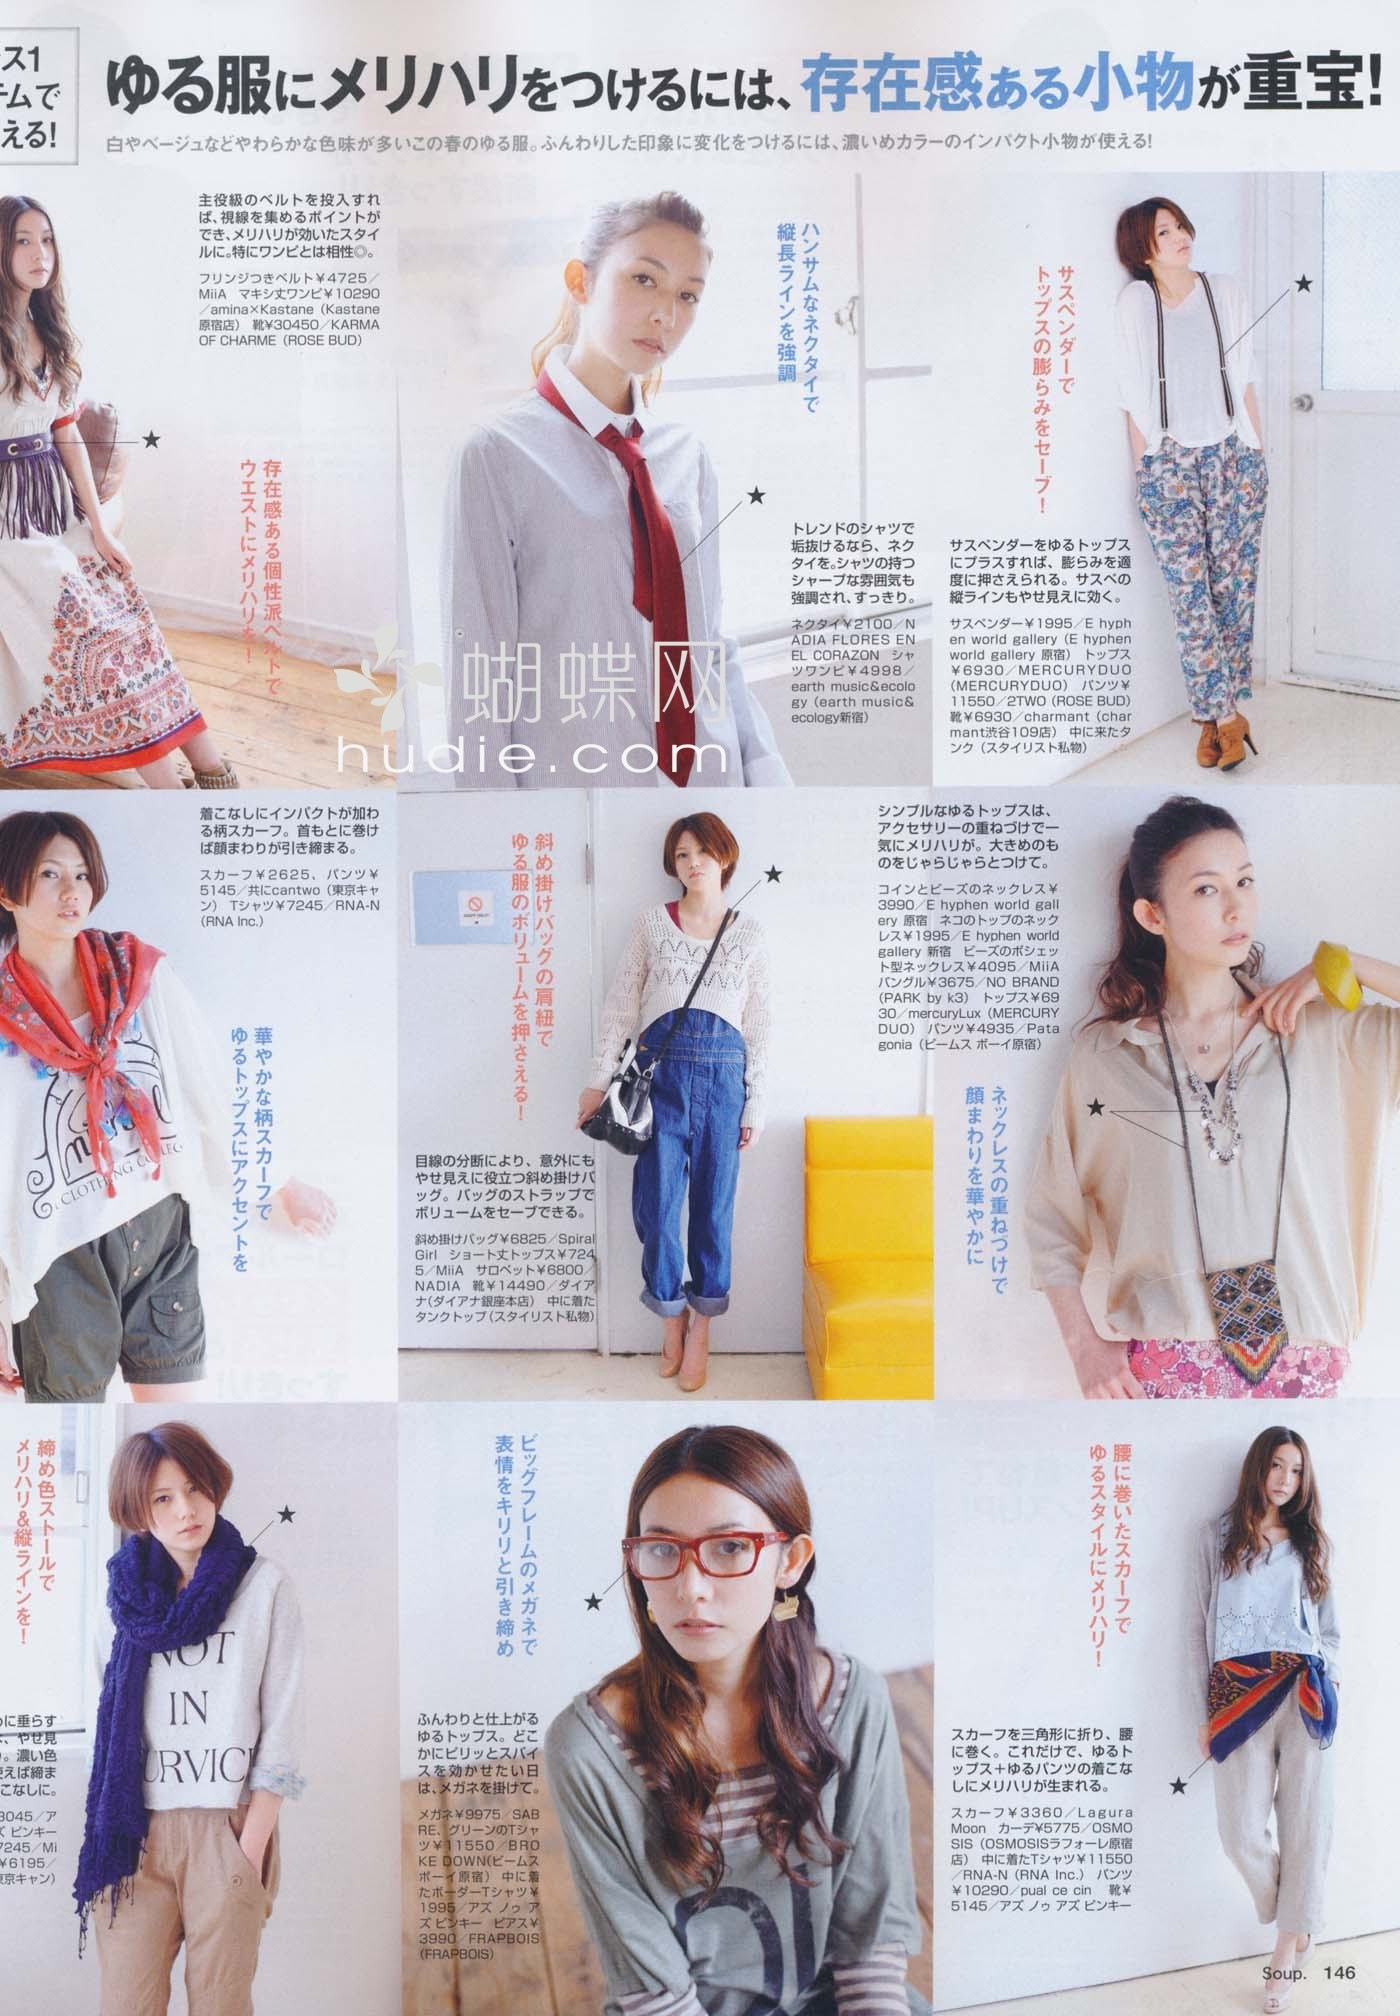 ス1
テムで
える!
ゆる服にメリハリをつけるには、存在感ある小物が重宝!
白やベージュなどやわらかな色味が多いこの春のゆる服。ふんわりした印象に変化をつけるには、濃いめカラーのインパクト小物が使える!
主役級のベルトを投入すれ
ば、視線を集めるポイントが
でき、メリハリが効いたスタイ
ルに。特にワンピとは相性◎。
フリンジつきベルト¥4725/
MiiA マキシ丈ワンピ¥10290
/amina×Kastane(Kastane
原宿店) 靴¥30450/KARMA
OF CHARME(ROSE BUD)
★
存在感ある個性派ベルトで
ウエストにメリハリを!
ハンサムなネクタイで
縦長ラインを強調
★
トレンドのシャツで
垢抜けるなら、ネク
タイを。シャツの持つ
シャープな雰囲気も
強調され、すっきり。
ネクタイ¥2100/N
ADIA FLORES EN
EL CORAZON シャ
ツワンピ¥4998/
earth music&ecolo
gy(earth music&
ecology新宿)
サスペンダーで
トップスの膨らみをセーブ!
★
サスペンダーをゆるトップス
にプラスすれば、膨らみを適
度に押さえられる。サスペの
縦ラインもやせ見えに効く。
サスペンダー¥1995/E hyph
en world gallery(E hyphen
world gallery 原宿) トップス
¥6930/MERCURYDUO
(MERCURYDUO) パンツ¥
11550/2TWO(ROSE BUD)
靴¥6930/charmant(char
mant渋谷109店) 中に来たタ
ンク(スタイリスト私物)
蝴蝶网
hudie.com
着こなしにインパクトが加わ
る柄スカーフ。首もとに巻け
ば顔まわりが引き締まる。
スカーフ¥2625、パンツ¥
5145/共にcantwo(東京キャ
ン) Tシャツ¥7245/RNA-N
(RNA Inc.)
華やかな柄スカーフで
ゆるトップスにアクセントを
CLOTHING COLLEG
斜め掛けバッグの肩紐で
ゆる服のボリュームを押さえる!
★
目線の分断により、意外にも
やせ見えに役立つ斜め掛けバ
ッグ。バッグのストラップで
ボリュームをセーブできる。
斜め掛けバッグ¥6825/Spiral
Girl ショート丈トップス¥724
5/MiiA サロペット¥6800/
NADIA 靴¥14490/ダイア
ナ(ダイアナ銀座本店) 中に着た
タンクトップ(スタイリスト私物)
シンプルなゆるトップスは、
アクセサリーの重ねづけで一
気にメリハリが。大きめのも
のをじゃらじゃらとつけて。
コインとビーズのネックレス¥
3990/E hyphen world gall
ery 原宿 ネコのトップのネック
レス¥1995/E hyphen world
gallery 新宿 ビーズのポシェッ
ト型ネックレス¥4095/MiiA
バングル¥3675/NO BRAND
(PARK by k3) トップス¥69
30/mercuryLux(MERCURY
DUO) パンツ¥4935/Pata
gonia(ビームス ボーイ原宿)
★
ネックレスの重ねづけで
顔まわりを華やかに
締め色ストールで
メリハリ&縦ラインを!
★
NOT
IN
ERVICE
めに垂らす
、やせ見
。濃い色
使えば締ま
こなしに。
3045/ア
ズ ピンキー
7245/Mi
¥6195/
東京キャン)
ビッグフレームのメガネで
表情をキリリと引き締め
★
ふんわりと仕上がる
ゆるトップス。どこ
かにピリッとスパイ
スを効かせたい日
は、メガネを掛けて。
メガネ¥9975/SAB
RE、グリーンのTシャ
ツ¥11550/BRO
KE DOWN(ビームス
ボーイ原宿) 中に着
たボーダーTシャツ¥
1995/アズ ノゥ ア
ズ ピンキー ピアス¥
3990/FRAPBOIS
(FRAPBOIS)
腰に巻いたスカーフで
ゆるスタイルにメリハリ!
★
スカーフを三角形に折り、腰
に巻く。これだけで、ゆるト
ップス+ゆるパンツの着こな
しにメリハリが生まれる。
スカーフ¥3360/Lagura
Moon カーデ¥5775/OSMO
SIS(OSMOSISラフォーレ原宿
店) 中に着たTシャツ¥11550
/RNA-N(RNA Inc.) パンツ
¥10290/pual ce cin 靴¥
5145/アズ ノゥ アズ ピンキー
Soup. 146